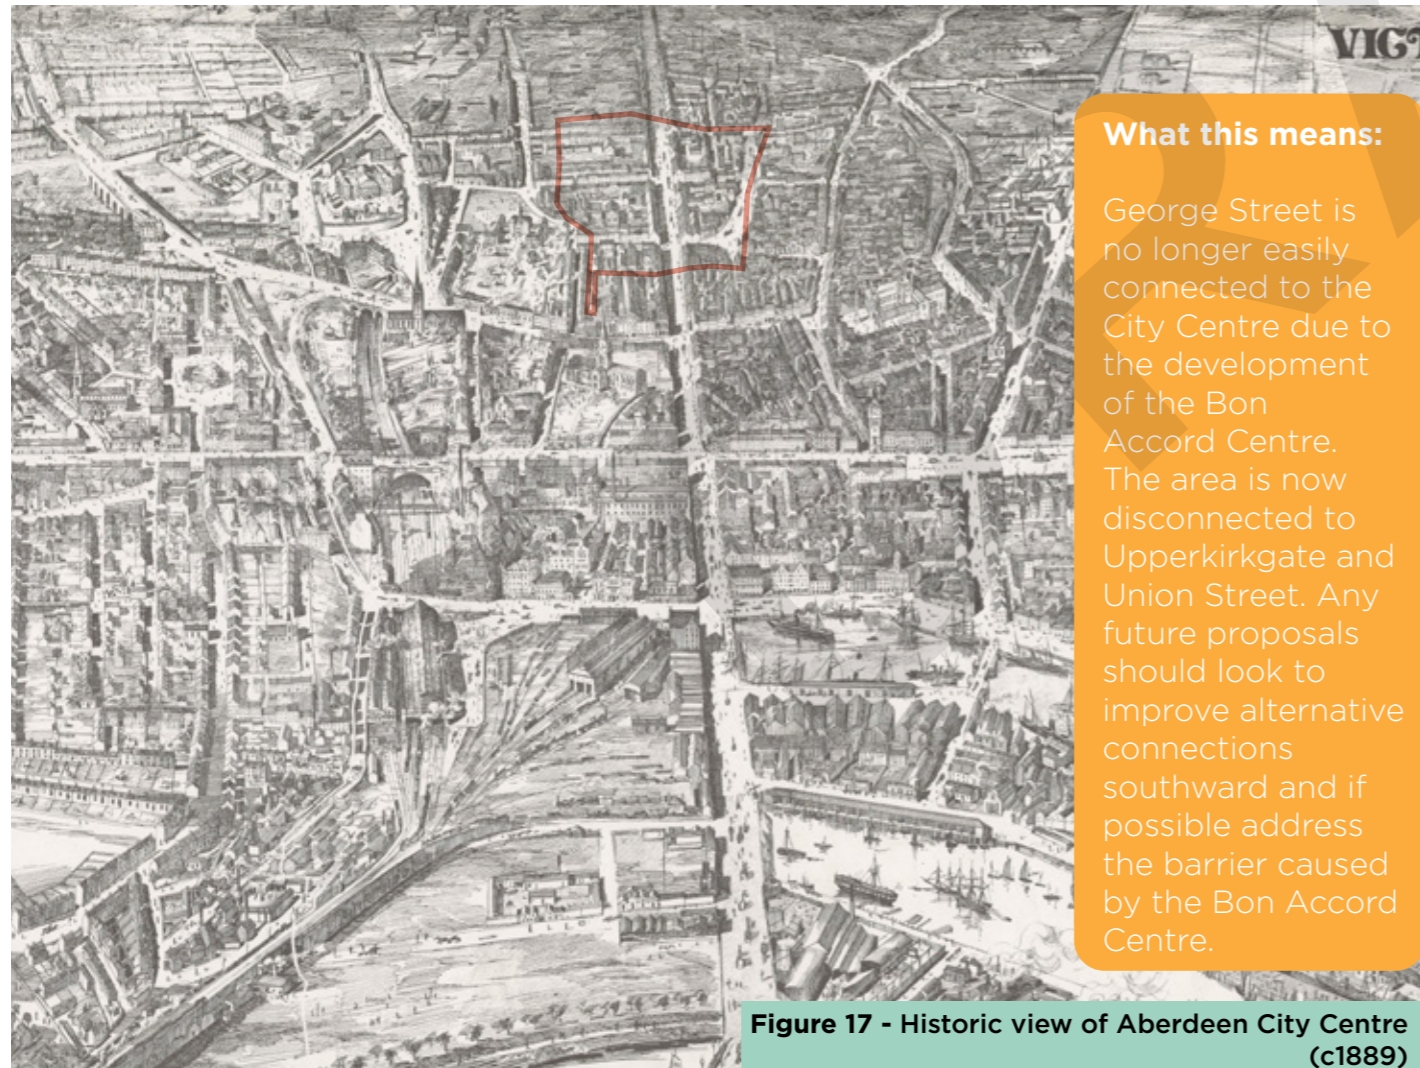 What this means:
George Street is
no longer easily
connected to the
City Centre due to
the development
of the Bon
Accord Centre.
The area is now
disconnected to
Upperkirkgate and
Union Street. Any
future proposals
should look to
improve alternative
connections
southward and if
possible address
the barrier caused
by the Bon Accord
Centre.
Figure 17 - Historic view of Aberdeen City Centre
(c1889)